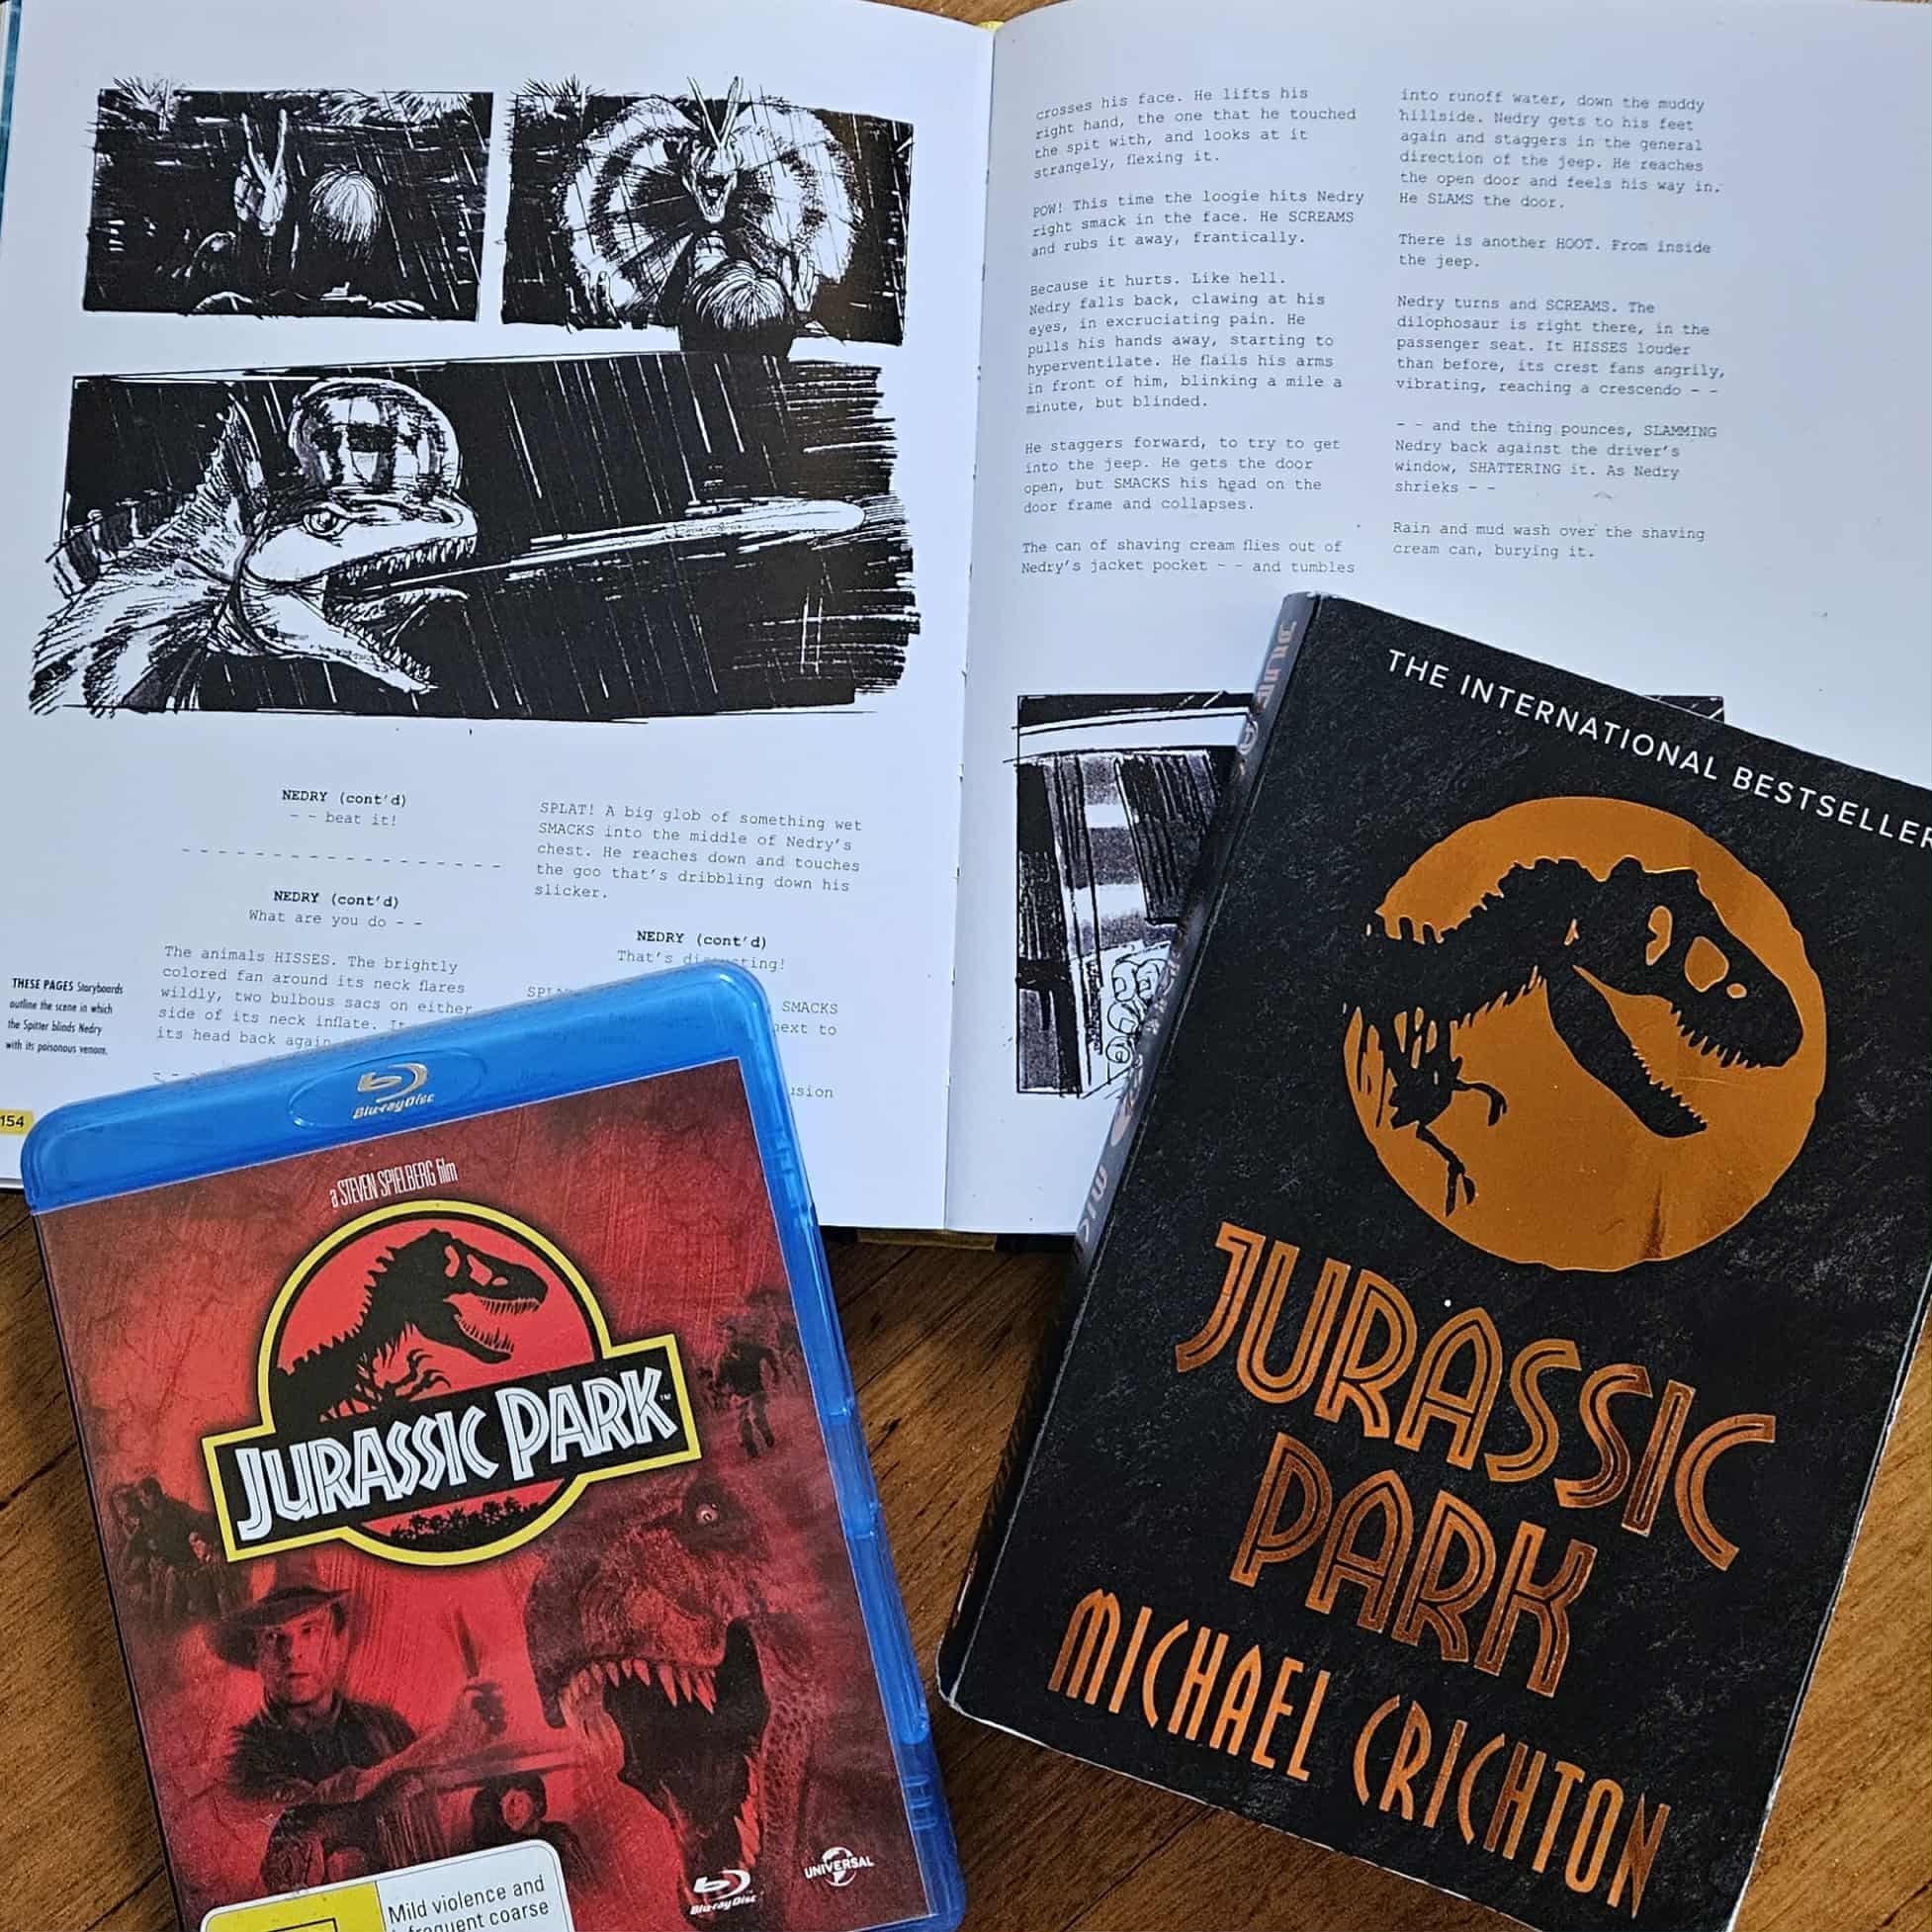 NEDRY (cont'd)
- - beat it!
NEDRY (cont'd)
What are you do - -
The animals HISSES. The brightly
colored fan around its neck flares
wildly, two bulbous sacs on either
side of its neck inflate.
its head back again
THESE PAGES Storyboards
outline the scene in which
the Spitter blinds Nedry
with its poisonous venom.
154
SPLAT! A big glob of something wet
SMACKS into the middle of Nedry's
chest. He reaches down and touches
the goo that's dribbling down his
slicker.
NEDRY (cont'd)
That's
SMACKS
next to
crosses his face. He lifts his
right hand, the one that he touched
the spit with, and looks at it
strangely, flexing it.
POW! This time the loogie hits Nedry
right smack in the face. He SCREAMS
and rubs it away, frantically.
Because it hurts. Like hell.
Nedry falls back, clawing at his
eyes, in excruciating pain. He
pulls his hands away, starting to
hyperventilate. He flails his arms
in front of him, blinking a mile a
minute, but blinded.
He staggers forward, to try to get
into the jeep. He gets the door
open, but SMACKS his head on the
door frame and collapses.
The can of shaving cream flies out of
Nedry's jacket pocket - - and tumbles
into runoff water, down the muddy
hillside. Nedry gets to his feet
again and staggers in the general
direction of the jeep. He reaches
the open door and feels his way in.
He SLAMS the door.
There is another HOOT. From inside
the jeep.
Nedry turns and SCREAMS. The
dilophosaur is right there, in the
passenger seat. It HISSES louder
than before, its crest fans angrily,
vibrating, reaching a crescendo - -
- - and the thing pounces, SLAMMING
Nedry back against the driver's
window, SHATTERING it. As Nedry
shrieks - -
Rain and mud wash over the shaving
cream can, burying it.
Blu-ray Disc
a STEVEN SPIELBERG film
JURASSIC PARK™
Blu-ray Disc
UNIVERSAL
Mild violence and
coarse
THE INTERNATIONAL BESTSELLER
JURASSIC
PARK
MICHAEL CRICHTON